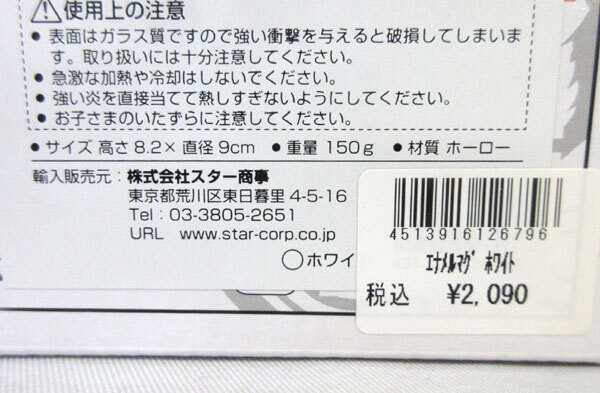 ⚠使用上の注意
●表面はガラス質ですので強い衝撃を与えると破損してしまいま
す。取り扱いには十分注意してください。
●急激な加熱や冷却はしないでください。
●強い炎を直接当てて熱しすぎないようにしてください。
●お子さまのいたずらに注意してください。
●サイズ 高さ 8.2× 直径 9cm ●重量 150g ●材質 ホーロー
輸入販売元：株式会社スター商事
東京都荒川区東日暮里 4-5-16
Tel : 03-3805-2651
URL www.star-corp.co.jp
○ホワイ
4513916126796
ｴﾅﾒﾙﾏｸﾞ ﾎﾜｲﾄ
税込 ¥2,090